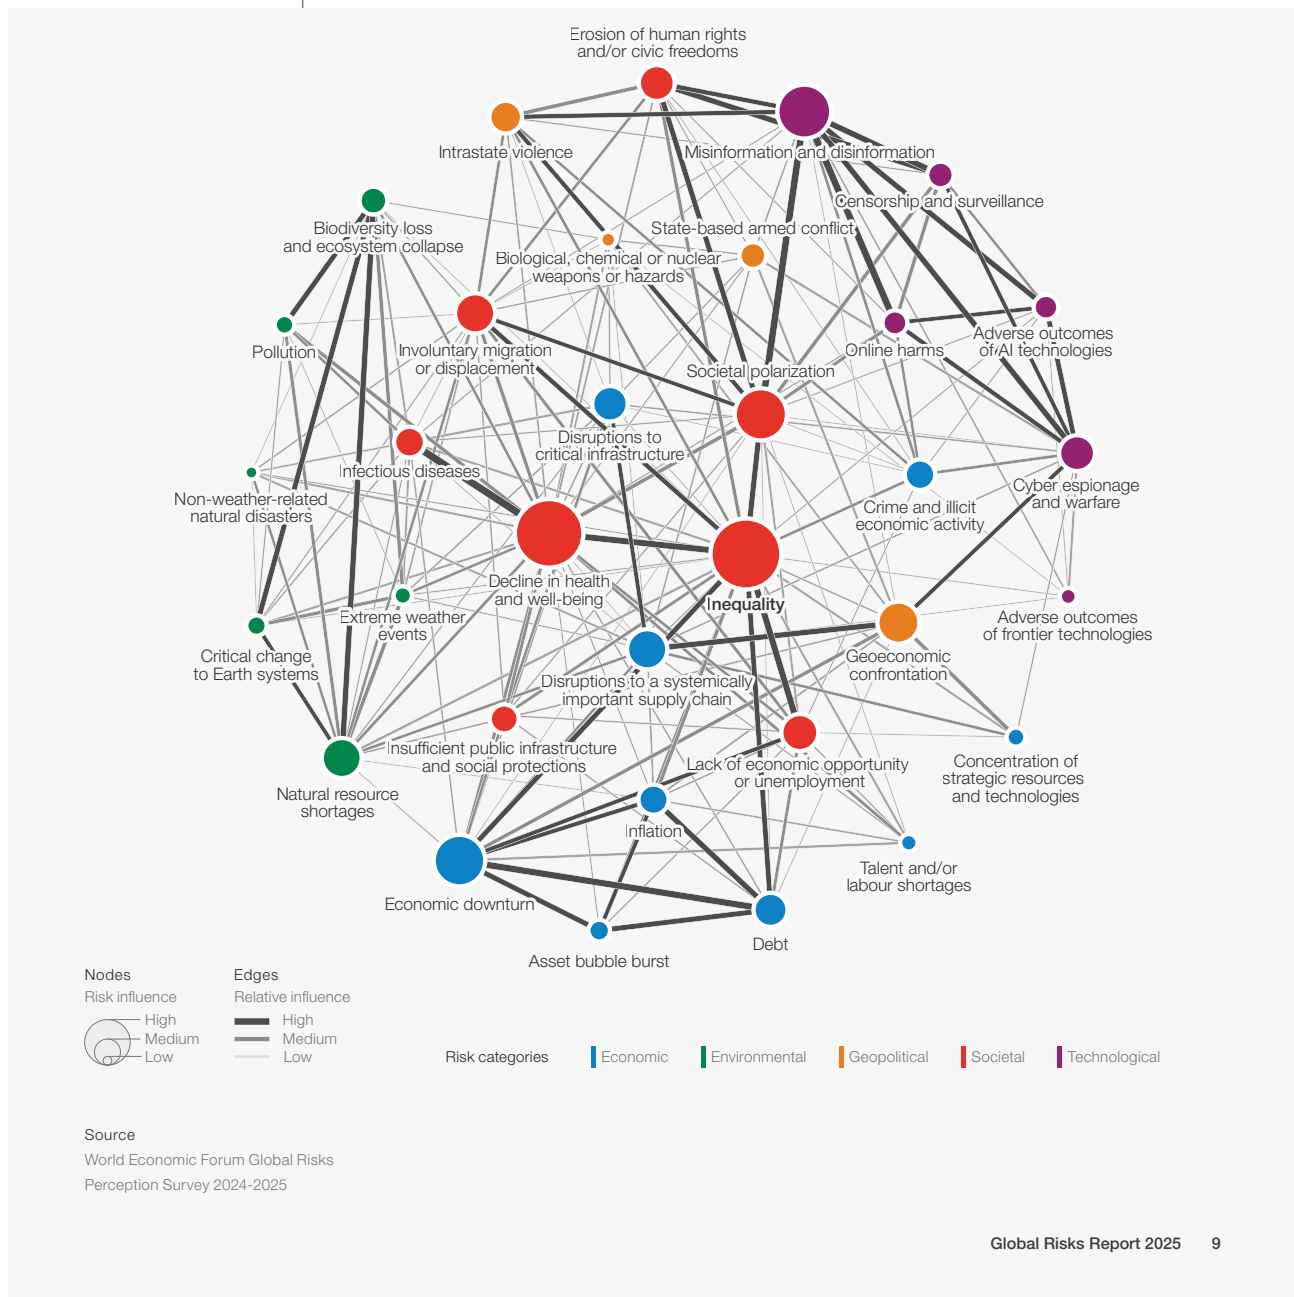 Erosion of human rights
and/or civic freedoms
Intrastate violence
Misinformation and disinformation
Censorship and surveillance
Biodiversity loss
and ecosystem collapse
State-based armed conflict
Biological, chemical or nuclear
weapons or hazards
Pollution
Involuntary migration
or displacement
Online harms
Adverse outcomes
of AI technologies
Societal polarization
Disruptions to
critical infrastructure
Infectious diseases
Non-weather-related
natural disasters
Crime and illicit
economic activity
Cyber espionage
and warfare
Decline in health
and well-being
Inequality
Extreme weather
events
Adverse outcomes
of frontier technologies
Critical change
to Earth systems
Geoeconomic
confrontation
Disruptions to a systemically
important supply chain
Insufficient public infrastructure
and social protections
Lack of economic opportunity
or unemployment
Concentration of
strategic resources
and technologies
Natural resource
shortages
Inflation
Talent and/or
labour shortages
Economic downturn
Debt
Asset bubble burst
Nodes
Risk influence
High
Medium
Low
Edges
Relative influence
High
Medium
Low
Risk categories
Economic
Environmental
Geopolitical
Societal
Technological
Source
World Economic Forum Global Risks
Perception Survey 2024-2025
Global Risks Report 2025 9